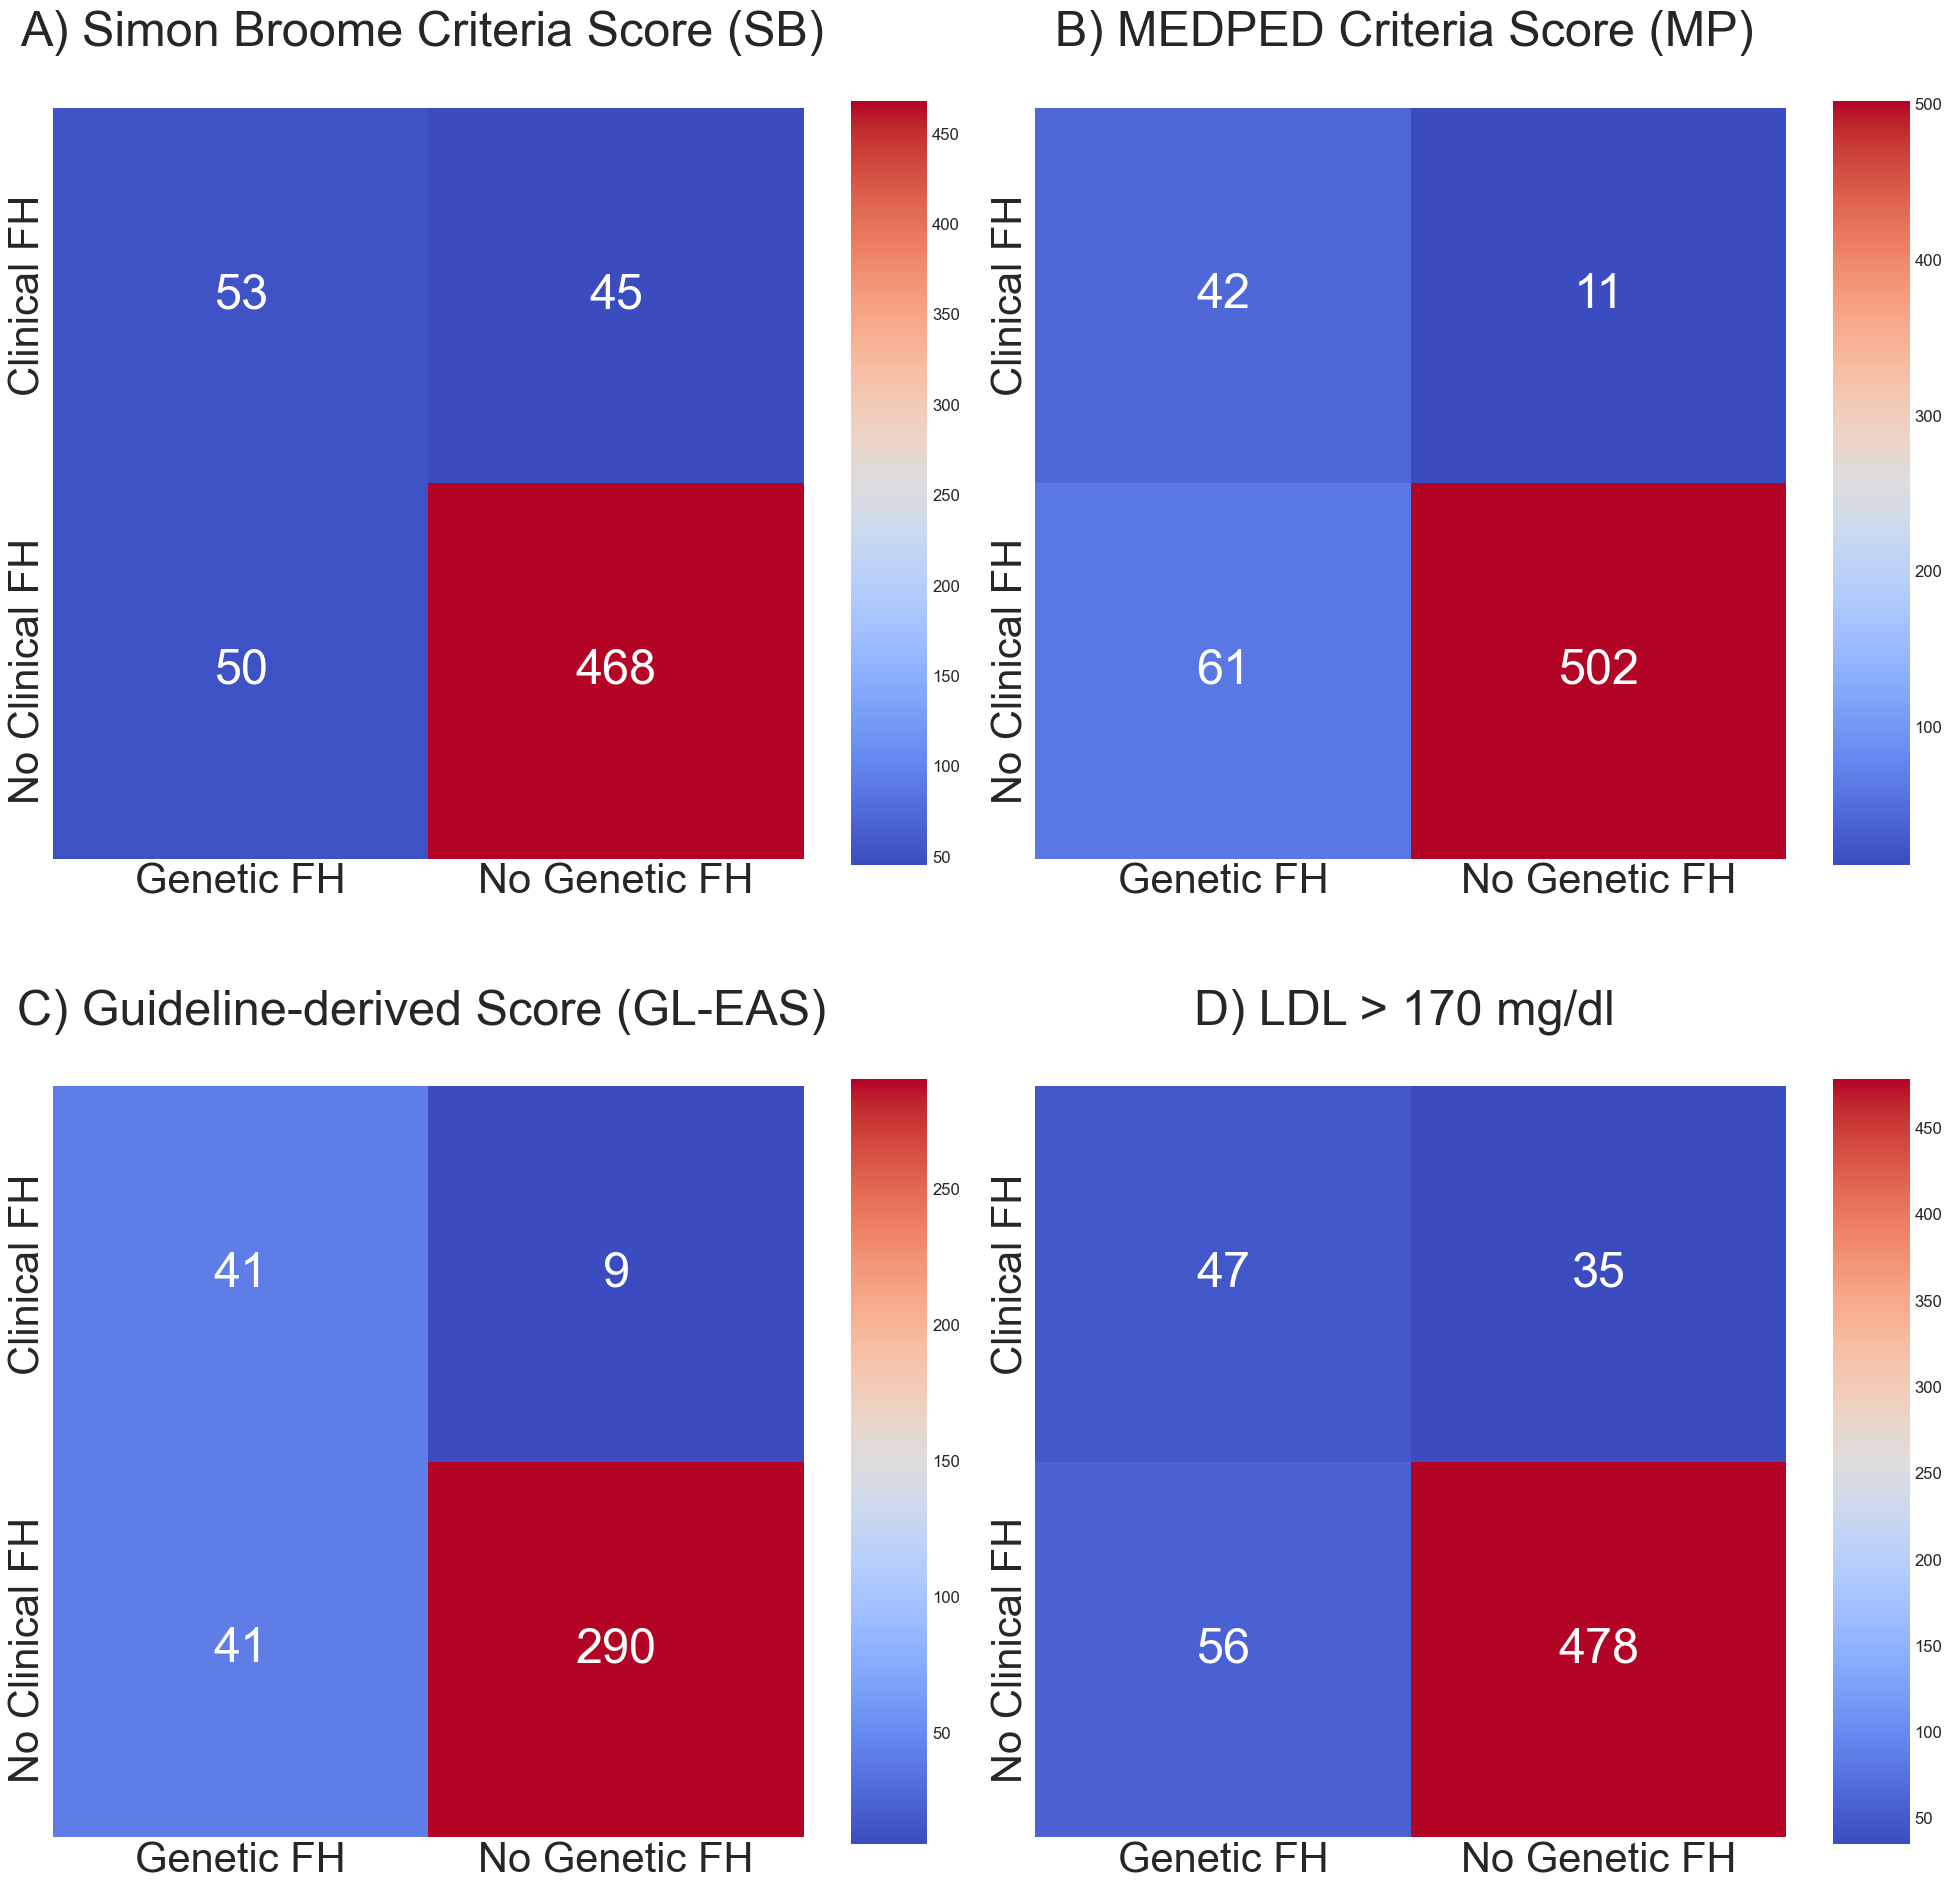 A) Simon Broome Criteria Score (SB)
Clinical FH
No Clinical FH
53
45
50
468
Genetic FH
No Genetic FH
450
400
350
300
250
200
150
100
50
B) MEDPED Criteria Score (MP)
Clinical FH
No Clinical FH
42
11
61
502
Genetic FH
No Genetic FH
500
400
300
200
100
C) Guideline-derived Score (GL-EAS)
Clinical FH
No Clinical FH
41
9
41
290
Genetic FH
No Genetic FH
250
200
150
100
50
D) LDL > 170 mg/dl
Clinical FH
No Clinical FH
47
35
56
478
Genetic FH
No Genetic FH
450
400
350
300
250
200
150
100
50